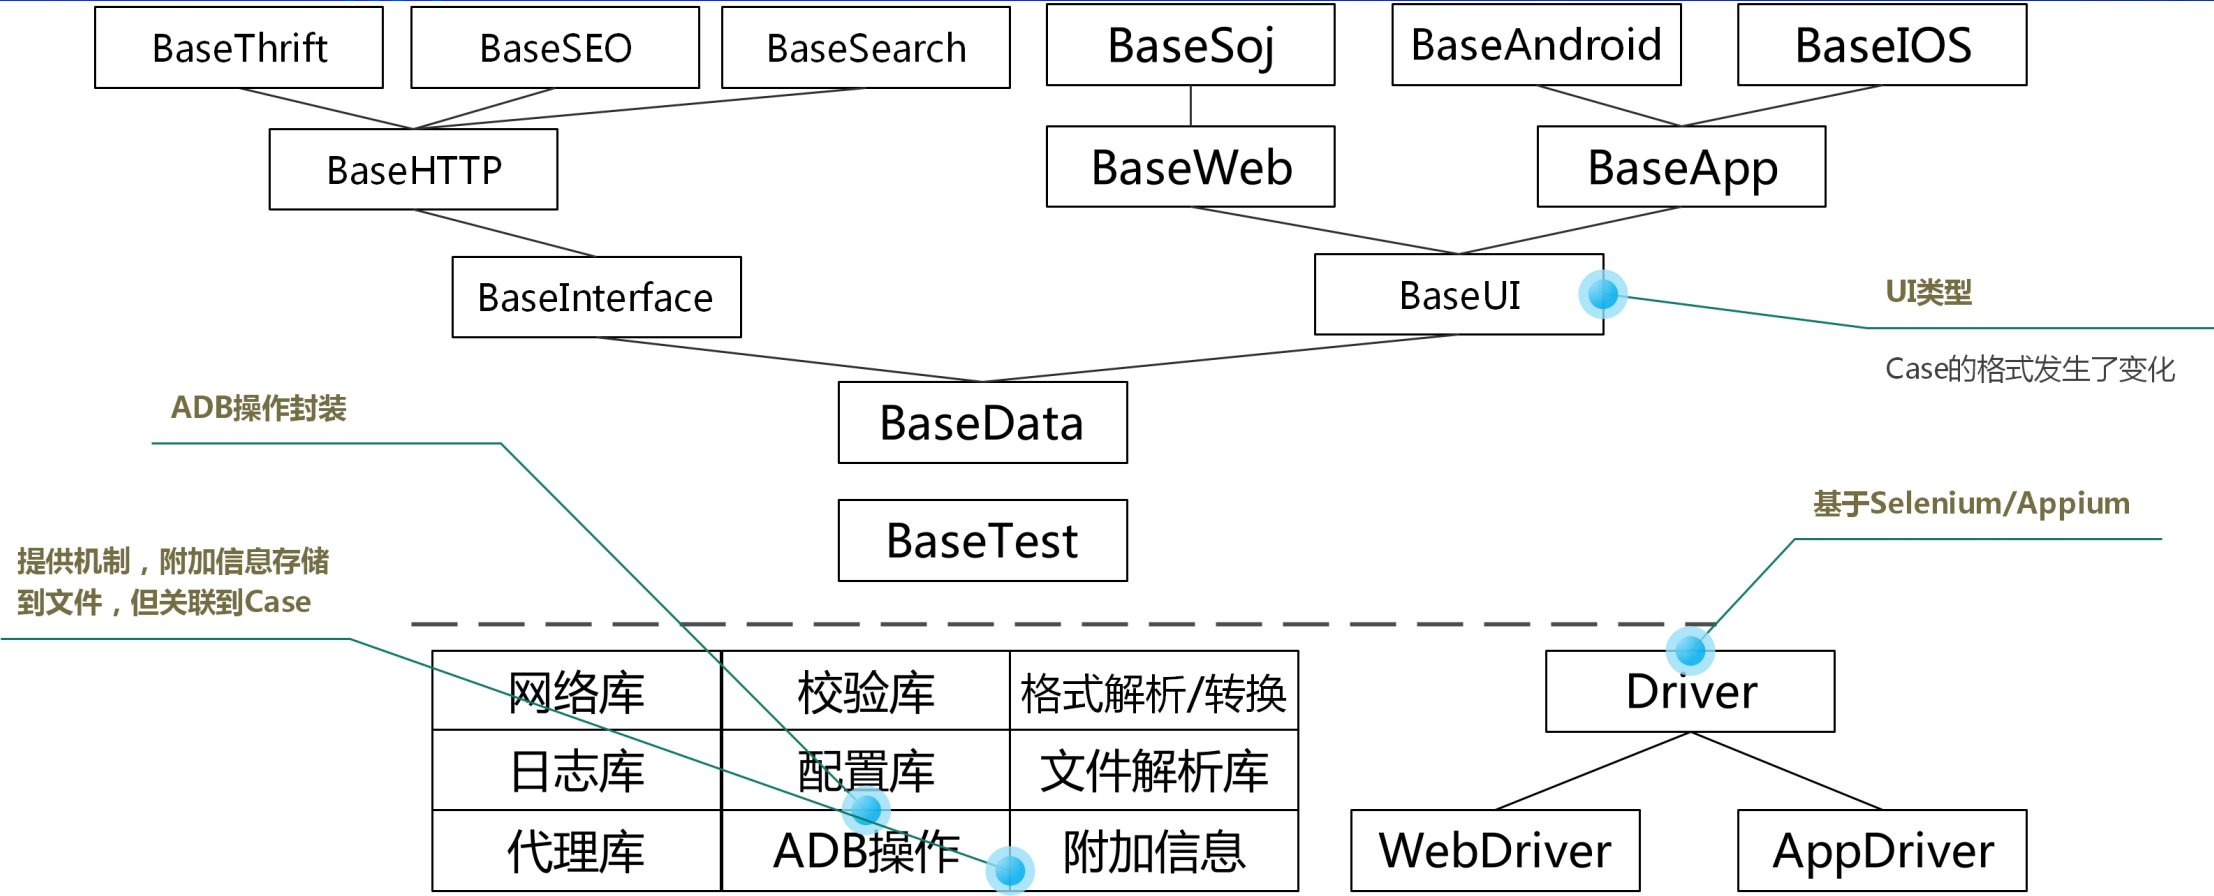 BaseThrift
BaseSEO
BaseSearch
BaseSoj
BaseAndroid
BaseIOS
BaseHTTP
BaseWeb
BaseApp
BaseInterface
BaseUI
UI类型
Case的格式发生了变化
ADB操作封装
BaseData
基于Selenium/Appium
BaseTest
提供机制，附加信息存储
到文件，但关联到Case
网络库
校验库
格式解析/转换
Driver
日志库
配置库
文件解析库
代理库
ADB操作
附加信息
WebDriver
AppDriver